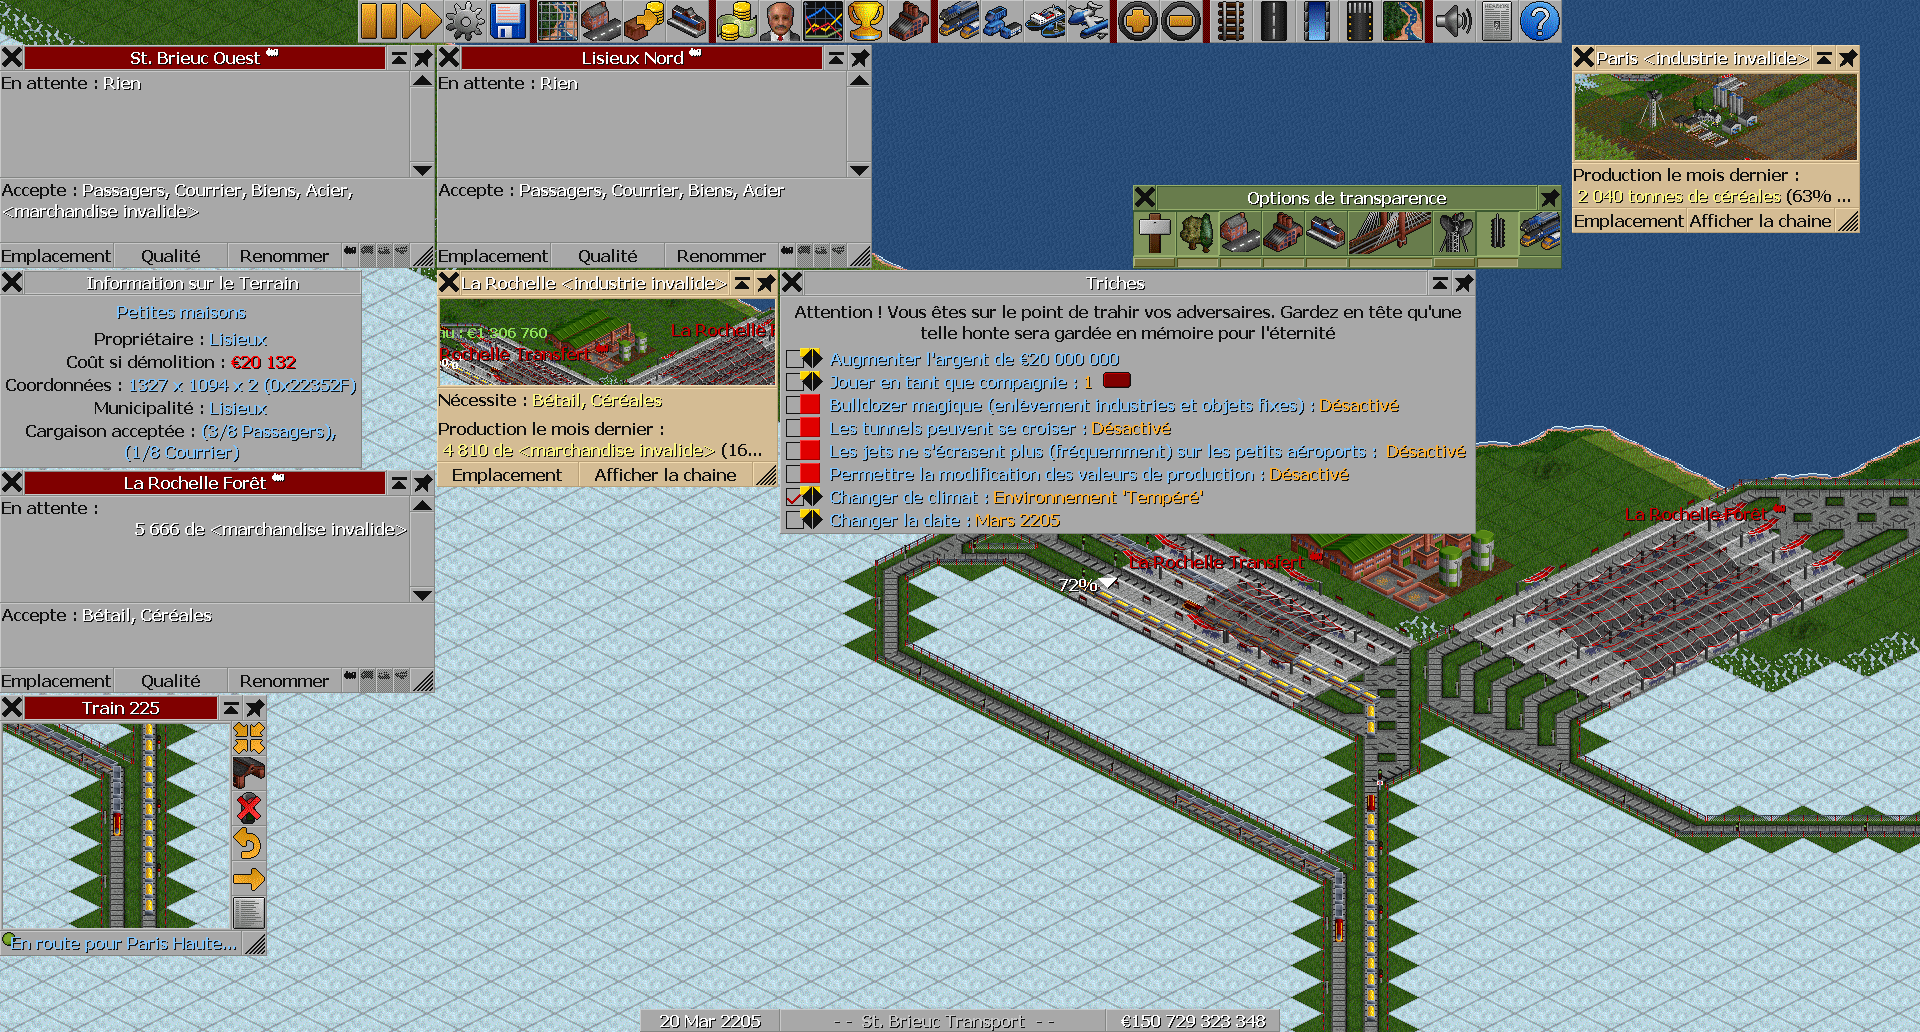 St. Brieuc Ouest
En attente : Rien
Accepte : Passagers, Courrier, Biens, Acier,
<marchandise invalide>
Emplacement
Qualité
Renommer
Lisieux Nord
En attente : Rien
Accepte : Passagers, Courrier, Biens, Acier
Emplacement
Qualité
Renommer
Paris <industrie invalide>
Production le mois dernier :
2 040 tonnes de céréales (63% ...
Emplacement
Afficher la chaine
Options de transparence
Information sur le Terrain
Petites maisons
Propriétaire : Lisieux
Coût si démolition : €20 132
Coordonnées : 1327 x 1094 x 2 (0x22352F)
Municipalité : Lisieux
Cargaison acceptée : (3/8 Passagers),
(1/8 Courrier)
La Rochelle <industrie invalide>
€1 306 760
La Rochelle
Rochelle Transfert
Nécessite : Bétail, Céréales
Production le mois dernier :
4 810 de <marchandise invalide> (16...
Emplacement
Afficher la chaine
Triches
Attention ! Vous êtes sur le point de trahir vos adversaires. Gardez en tête qu'une
telle honte sera gardée en mémoire pour l'éternité
Augmenter l'argent de €20 000 000
Jouer en tant que compagnie : 1
Bulldozer magique (enlèvement industries et objets fixes) : Désactivé
Les tunnels peuvent se croiser : Désactivé
Les jets ne s'écrasent plus (fréquemment) sur les petits aéroports : Désactivé
Permettre la modification des valeurs de production : Désactivé
Changer de climat : Environnement 'Tempéré'
Changer la date : Mars 2205
La Rochelle Forêt
En attente :
5 666 de <marchandise invalide>
Accepte : Bétail, Céréales
Emplacement
Qualité
Renommer
La Rochelle Forêt
La Rochelle Transfert
72%
Train 225
En route pour Paris Haute...
20 Mar 2205
- - St. Brieuc Transport - -
€150 729 323 348